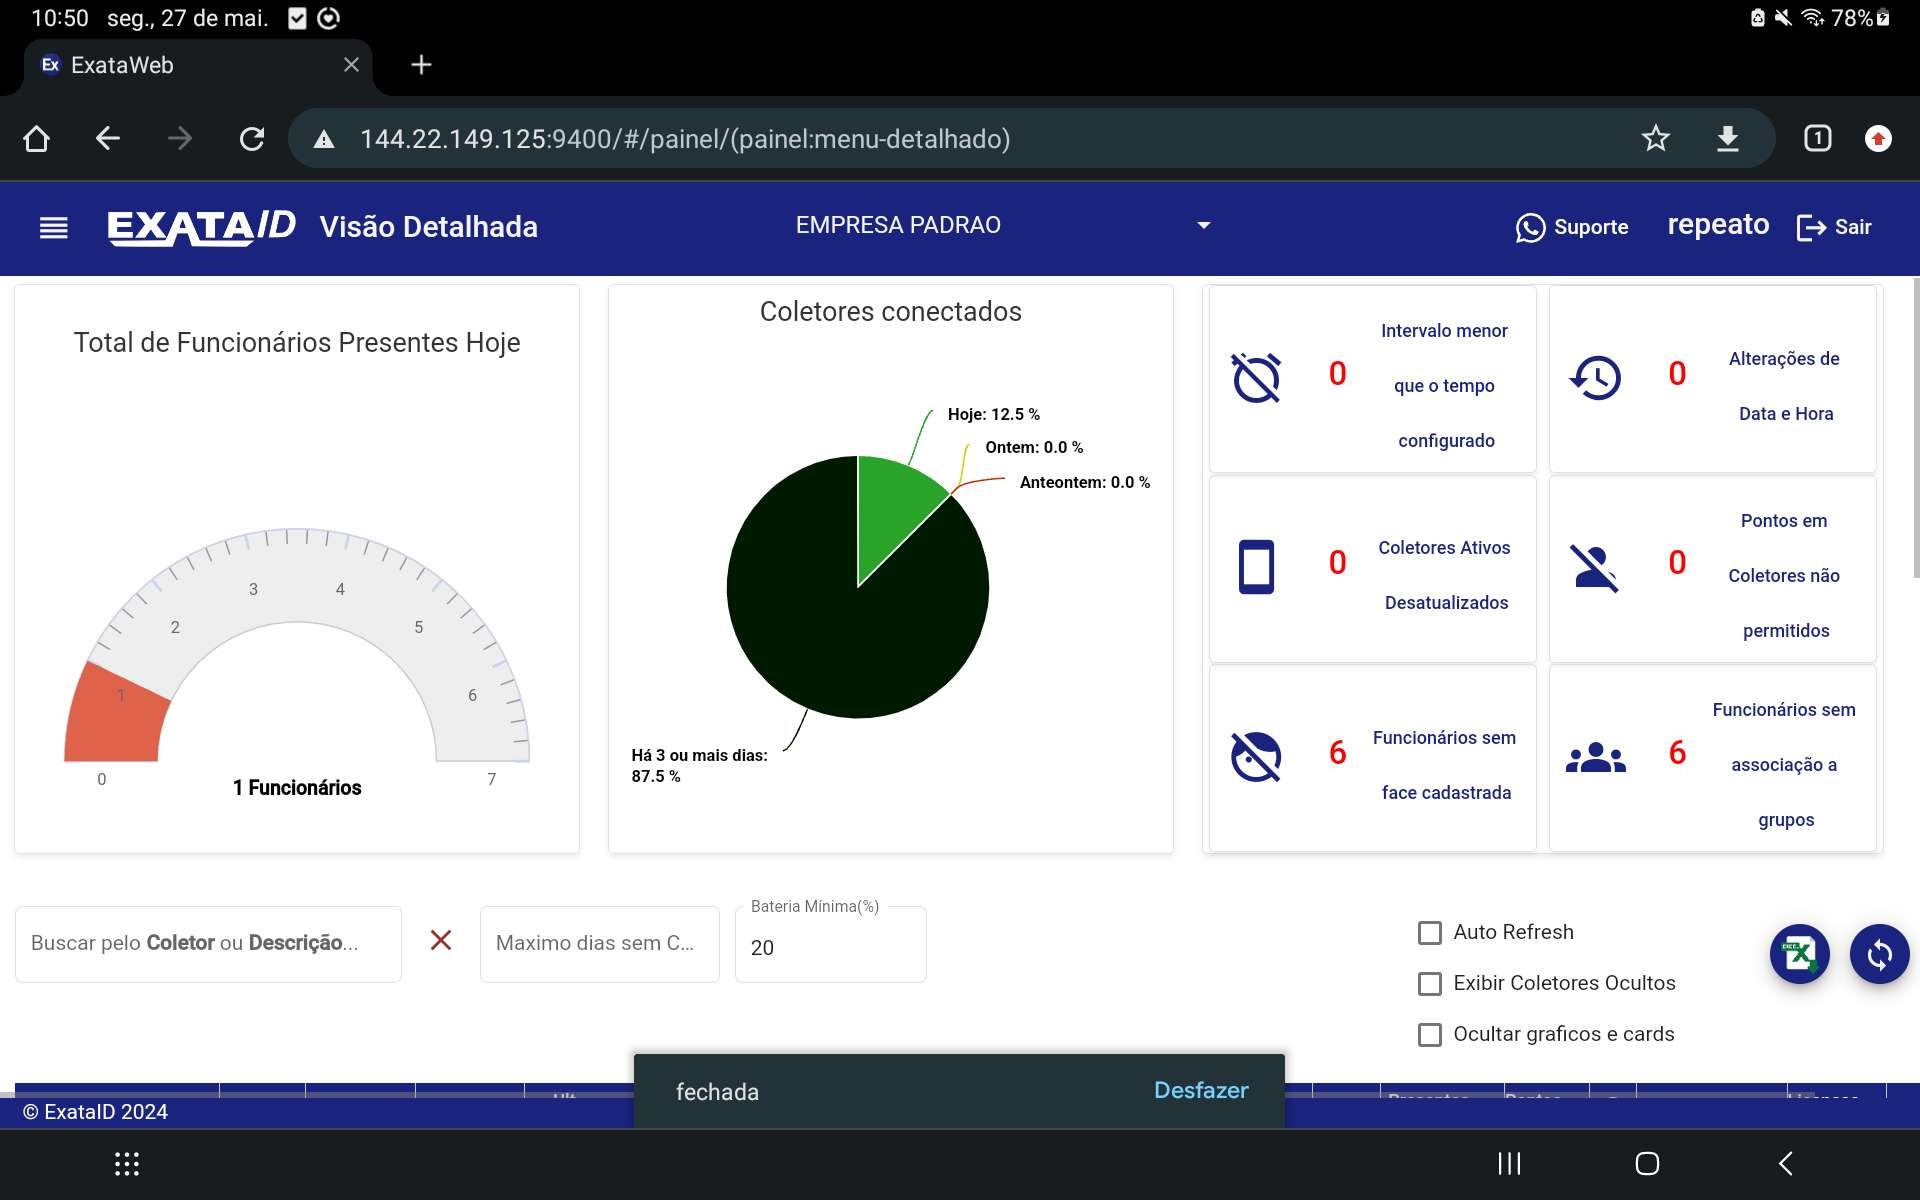 10:50 seg., 27 de mai.
78%
Ex ExataWeb
144.22.149.125:9400/#/painel/(painel:menu-detalhado)
1
EXATAID Visão Detalhada
EMPRESA PADRAO
Suporte
repeato
Sair
Total de Funcionários Presentes Hoje
0
1
2
3
4
5
6
7
1 Funcionários
Coletores conectados
Hoje: 12.5 %
Ontem: 0.0 %
Anteontem: 0.0 %
Há 3 ou mais dias:
87.5 %
0
Intervalo menor
que o tempo
configurado
0
Alterações de
Data e Hora
0
Coletores Ativos
Desatualizados
0
Pontos em
Coletores não
permitidos
6
Funcionários sem
face cadastrada
6
Funcionários sem
associação a
grupos
Buscar pelo Coletor ou Descrição...
Maximo dias sem C...
Bateria Mínima(%)
20
Auto Refresh
Exibir Coletores Ocultos
Ocultar graficos e cards
fechada
Desfazer
© ExataID 2024